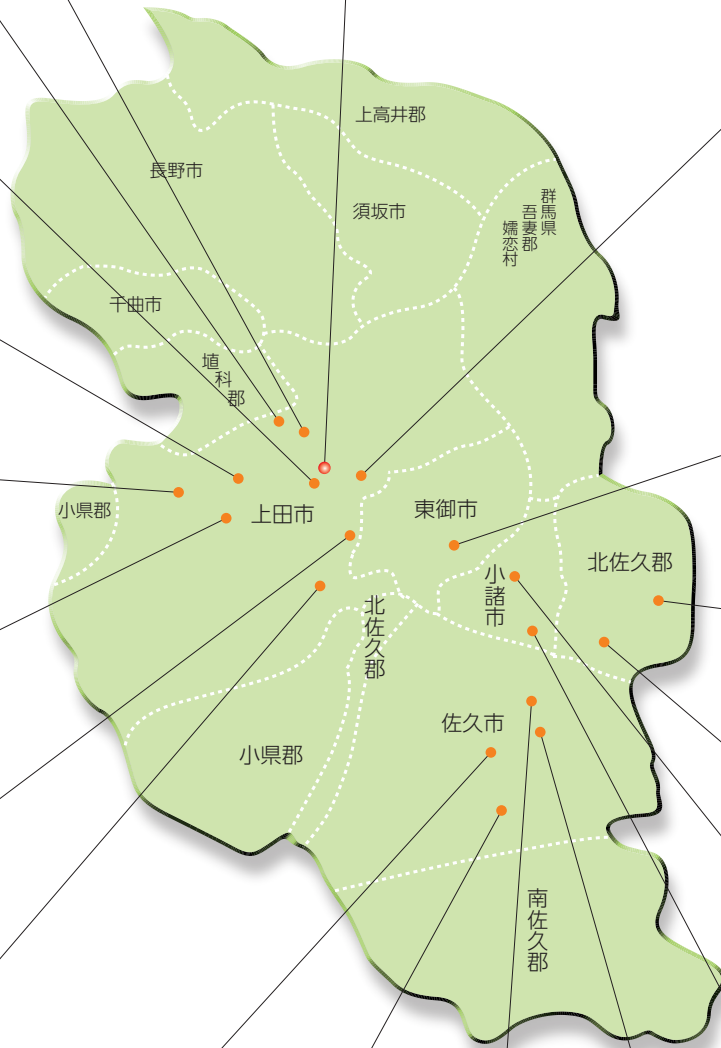 上高井郡
長野市
須坂市
群馬県
吾妻郡
嬬恋村
千曲市
埴科郡
小県郡
上田市
東御市
北佐久郡
小諸市
北佐久郡
佐久市
小県郡
南佐久郡